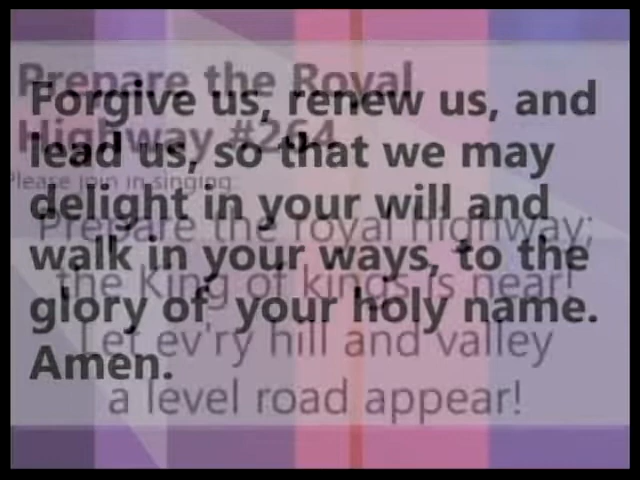 Forgive us, renew us, and
lead us, so that we may
delight in your will and
walk in your ways, to the
glory of your holy name.
Amen.
Prepare the Royal
Highway #264
Please join in singing
Prepare the royal highway;
the King of kings is near!
Let ev'ry hill and valley
a level road appear!